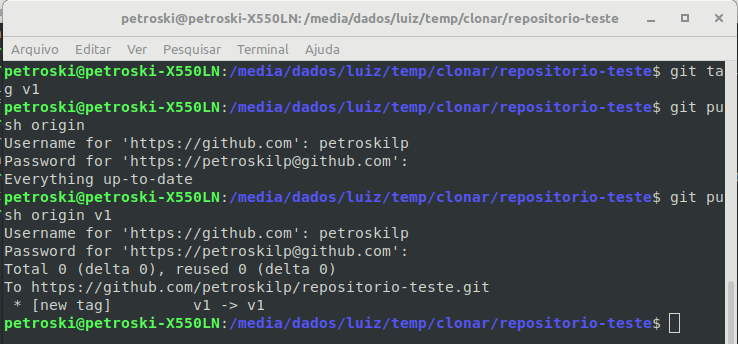 petroski@petroski-X550LN: /media/dados/luiz/temp/clonar/repositorio-teste
Arquivo Editar Ver Pesquisar Terminal Ajuda
petroski@petroski-X550LN:/media/dados/luiz/temp/clonar/repositorio-teste$ git ta
g v1
petroski@petroski-X550LN:/media/dados/luiz/temp/clonar/repositorio-teste$ git pu
sh origin
Username for 'https://github.com': petroskilp
Password for 'https://petroskilp@github.com':
Everything up-to-date
petroski@petroski-X550LN:/media/dados/luiz/temp/clonar/repositorio-teste$ git pu
sh origin v1
Username for 'https://github.com': petroskilp
Password for 'https://petroskilp@github.com':
Total 0 (delta 0), reused 0 (delta 0)
To https://github.com/petroskilp/repositorio-teste.git
 * [new tag]         v1 -> v1
petroski@petroski-X550LN:/media/dados/luiz/temp/clonar/repositorio-teste$